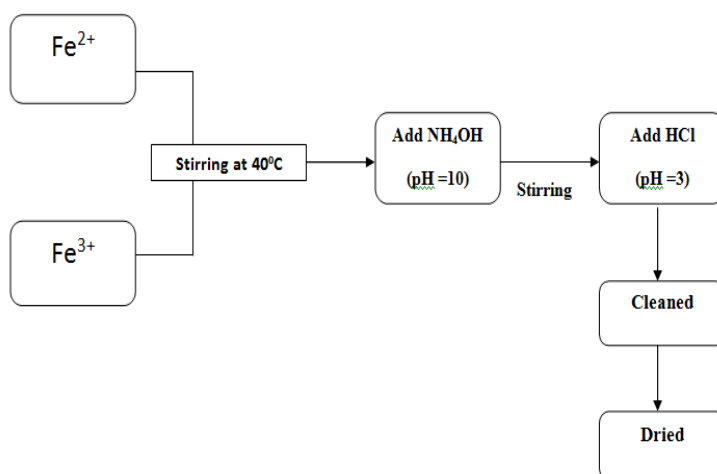 Fe²⁺
Stirring at 40⁰C
Fe³⁺
Add NH₄OH
(pH =10)
Stirring
Add HCl
(pH =3)
Cleaned
Dried